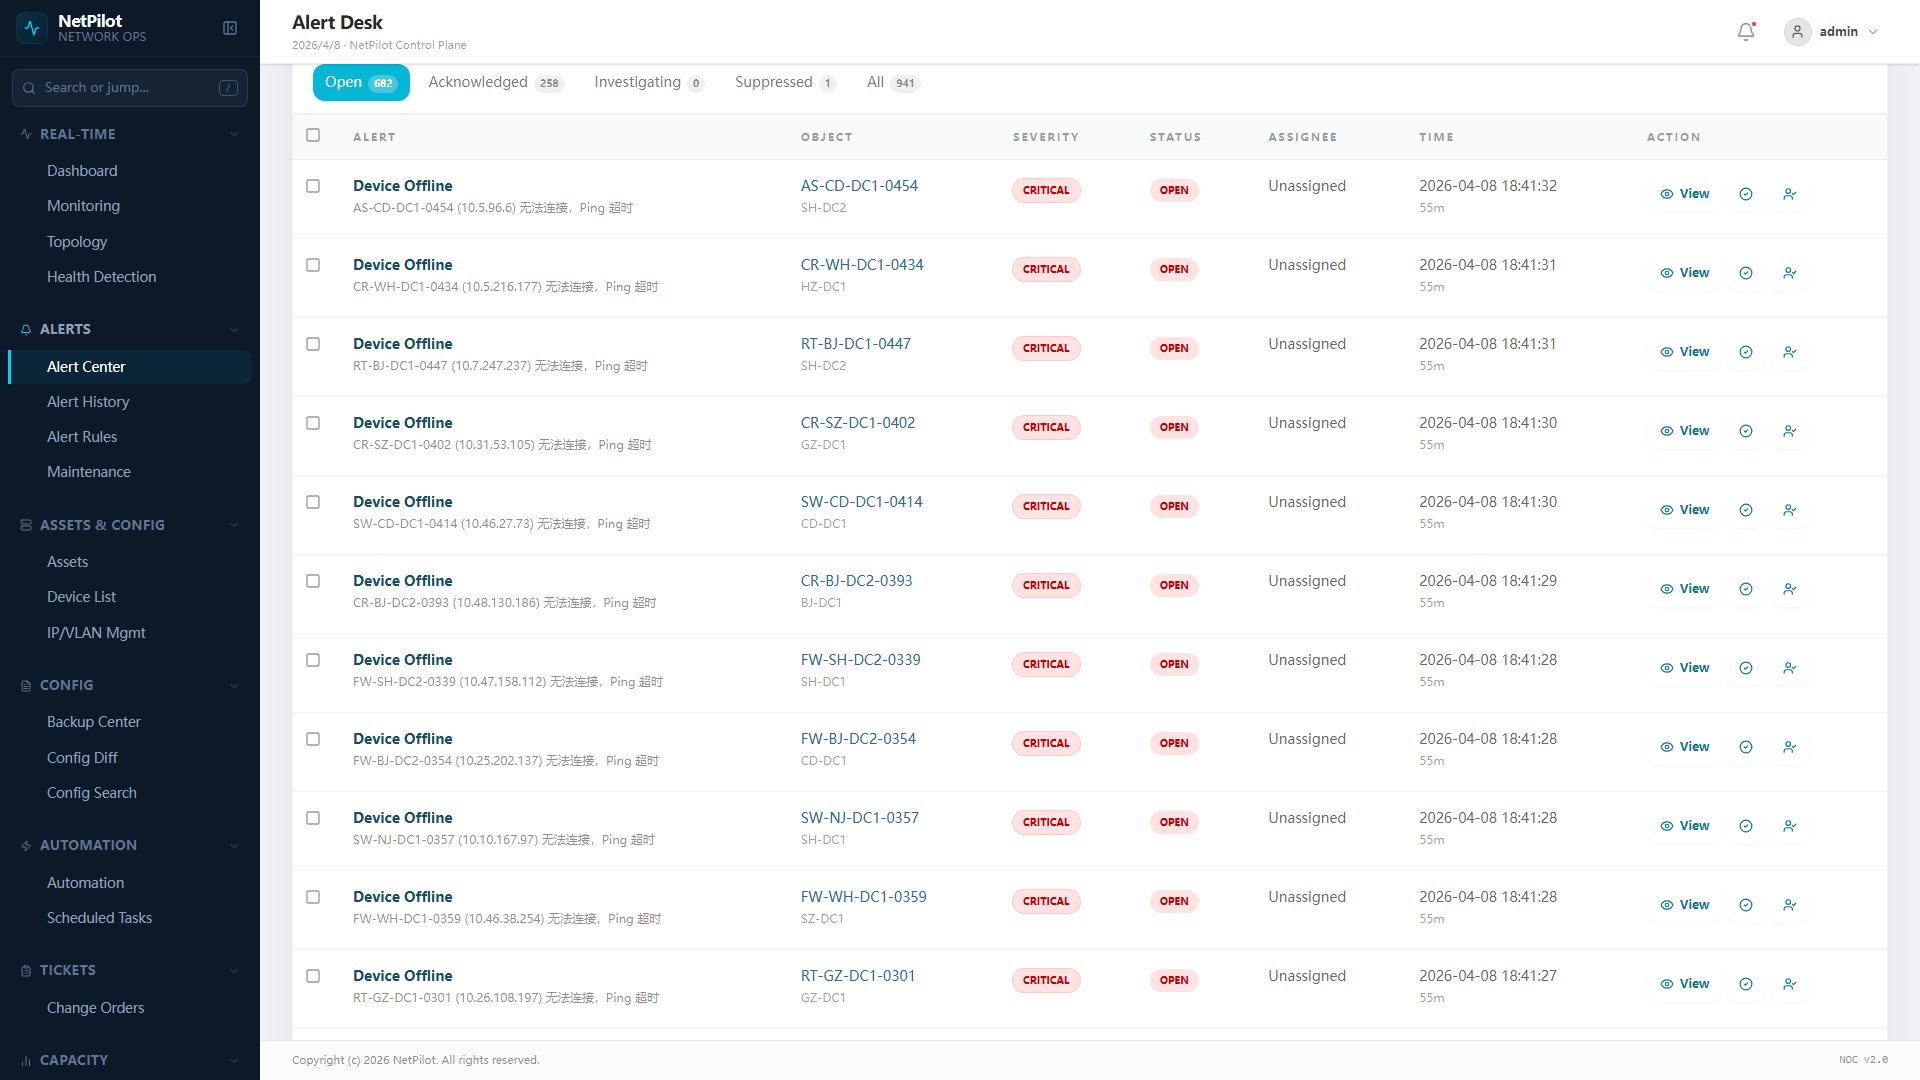 NetPilot
NETWORK OPS
Search or jump...
/
REAL-TIME
Dashboard
Monitoring
Topology
Health Detection
ALERTS
Alert Center
Alert History
Alert Rules
Maintenance
ASSETS & CONFIG
Assets
Device List
IP/VLAN Mgmt
CONFIG
Backup Center
Config Diff
Config Search
AUTOMATION
Automation
Scheduled Tasks
TICKETS
Change Orders
CAPACITY
Alert Desk
2026/4/8 · NetPilot Control Plane
admin
Open 682 Acknowledged 258 Investigating 0 Suppressed 1 All 941
ALERT OBJECT SEVERITY STATUS ASSIGNEE TIME ACTION
Device Offline AS-CD-DC1-0454 CRITICAL OPEN Unassigned 2026-04-08 18:41:32 View
AS-CD-DC1-0454 (10.5.96.6) 无法连接，Ping 超时 SH-DC2 55m
Device Offline CR-WH-DC1-0434 CRITICAL OPEN Unassigned 2026-04-08 18:41:31 View
CR-WH-DC1-0434 (10.5.216.177) 无法连接，Ping 超时 HZ-DC1 55m
Device Offline RT-BJ-DC1-0447 CRITICAL OPEN Unassigned 2026-04-08 18:41:31 View
RT-BJ-DC1-0447 (10.7.247.237) 无法连接，Ping 超时 SH-DC2 55m
Device Offline CR-SZ-DC1-0402 CRITICAL OPEN Unassigned 2026-04-08 18:41:30 View
CR-SZ-DC1-0402 (10.31.53.105) 无法连接，Ping 超时 GZ-DC1 55m
Device Offline SW-CD-DC1-0414 CRITICAL OPEN Unassigned 2026-04-08 18:41:30 View
SW-CD-DC1-0414 (10.46.27.73) 无法连接，Ping 超时 CD-DC1 55m
Device Offline CR-BJ-DC2-0393 CRITICAL OPEN Unassigned 2026-04-08 18:41:29 View
CR-BJ-DC2-0393 (10.48.130.186) 无法连接，Ping 超时 BJ-DC1 55m
Device Offline FW-SH-DC2-0339 CRITICAL OPEN Unassigned 2026-04-08 18:41:28 View
FW-SH-DC2-0339 (10.47.158.112) 无法连接，Ping 超时 SH-DC1 55m
Device Offline FW-BJ-DC2-0354 CRITICAL OPEN Unassigned 2026-04-08 18:41:28 View
FW-BJ-DC2-0354 (10.25.202.137) 无法连接，Ping 超时 CD-DC1 55m
Device Offline SW-NJ-DC1-0357 CRITICAL OPEN Unassigned 2026-04-08 18:41:28 View
SW-NJ-DC1-0357 (10.10.167.97) 无法连接，Ping 超时 SH-DC1 55m
Device Offline FW-WH-DC1-0359 CRITICAL OPEN Unassigned 2026-04-08 18:41:28 View
FW-WH-DC1-0359 (10.46.38.254) 无法连接，Ping 超时 SZ-DC1 55m
Device Offline RT-GZ-DC1-0301 CRITICAL OPEN Unassigned 2026-04-08 18:41:27 View
RT-GZ-DC1-0301 (10.26.108.197) 无法连接，Ping 超时 GZ-DC1 55m
Copyright (c) 2026 NetPilot. All rights reserved.
NOC v2.0